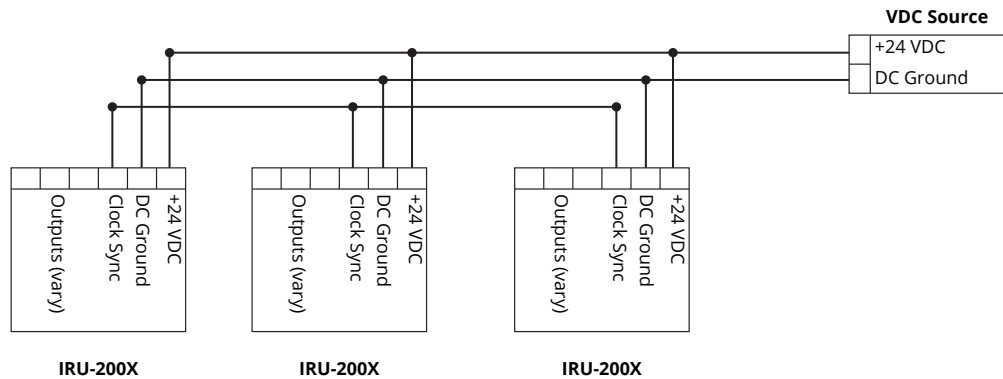 VDC Source
+24 VDC
DC Ground
Outputs (vary)
Clock Sync
DC Ground
+24 VDC
Outputs (vary)
Clock Sync
DC Ground
+24 VDC
Outputs (vary)
Clock Sync
DC Ground
+24 VDC
IRU-200X
IRU-200X
IRU-200X